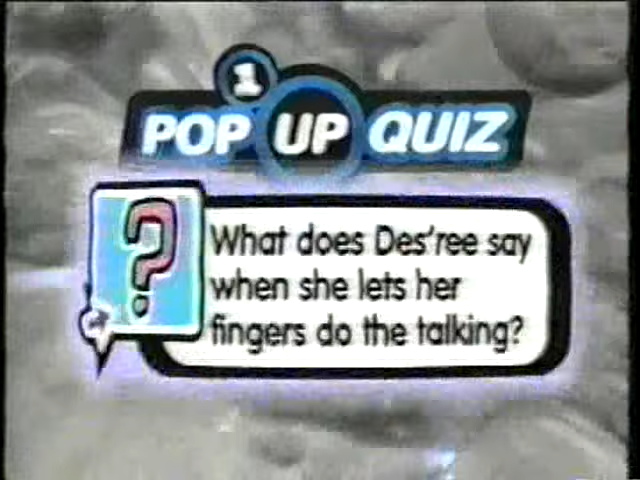 1
POP UP QUIZ
?
What does Des'ree say
when she lets her
fingers do the talking?